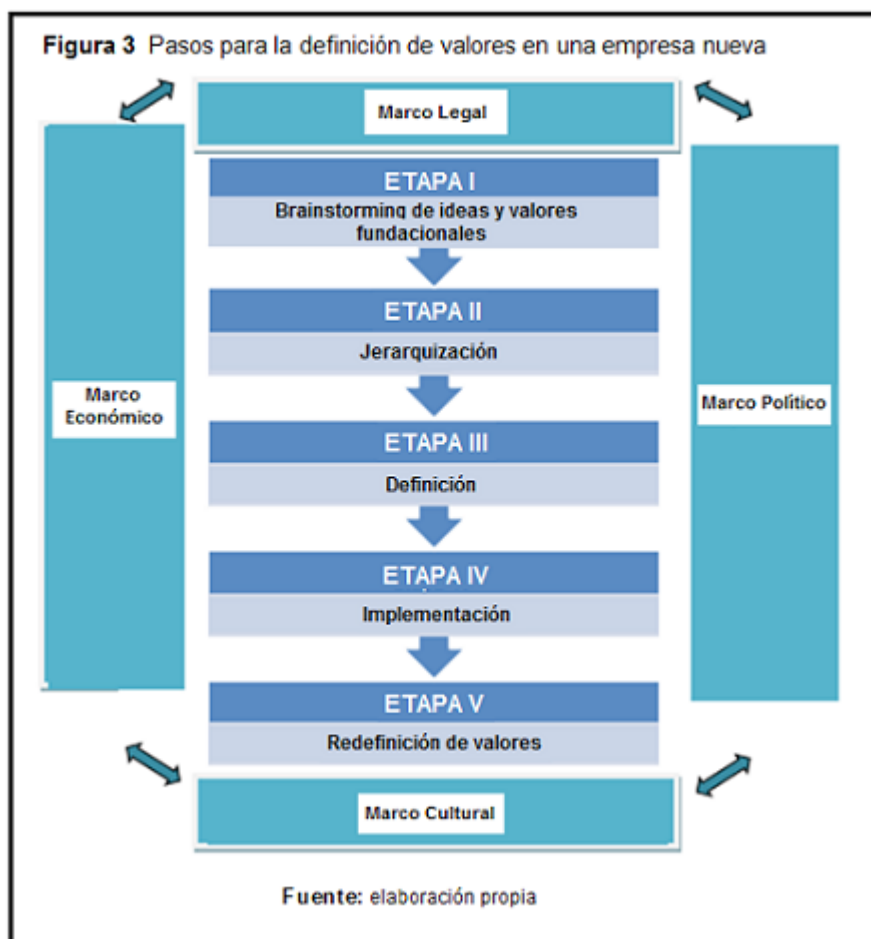 Figura 3 Pasos para la definición de valores en una empresa nueva
Marco Legal
ETAPA I
Brainstorming de ideas y valores
fundacionales
ETAPA II
Jerarquización
Marco
Económico
Marco Político
ETAPA III
Definición
ETAPA IV
Implementación
ETAPA V
Redefinición de valores
Marco Cultural
Fuente: elaboración propia